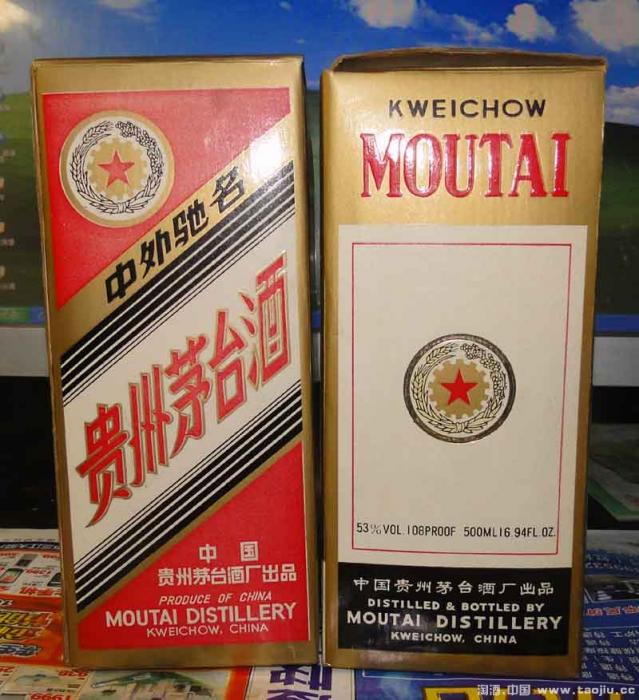 中外驰名
贵州茅台酒
中国
贵州茅台酒厂出品
PRODUCE OF CHINA
MOUTAI DISTILLERY
KWEICHOW, CHINA
KWEICHOW
MOUTAI
53% VOL. 108PROOF 500ML16.94FL.OZ.
中国贵州茅台酒厂出品
DISTILLED & BOTTLED BY
MOUTAI DISTILLERY
KWEICHOW, CHINA
淘酒.中国 www.taojiu.cc